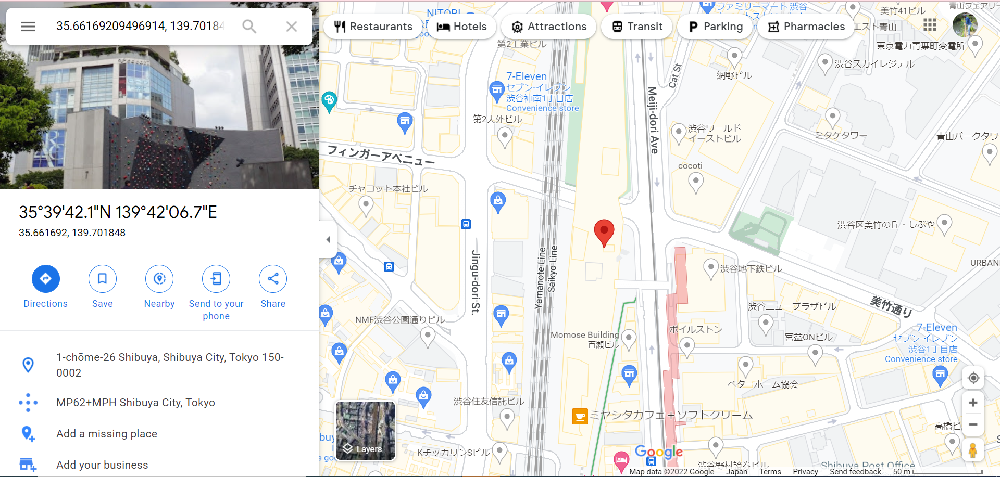 35.66169209496914, 139.70184
35°39'42.1"N 139°42'06.7"E
35.661692, 139.701848
Directions
Save
Nearby
Send to your
phone
Share
1-chōme-26 Shibuya, Shibuya City, Tokyo 150-
0002
MP62+MPH Shibuya City, Tokyo
Add a missing place
Add your business
NITORI
ファミリーマート 渋谷
美竹41ビル
青山フェアリー
Restaurants
Hotels
Attractions
Transit
Parking
Pharmacies
エスト青山
第2工業ビル
東京電力青葉町変電所
渋谷スカイレジテル
Cat St
網野ビル
7-Eleven
セブン-イレブン
渋谷神南1丁目店
Convenience store
Meiji-dori Ave
第2大外ビル
渋谷ワールド
イーストビル
ミタケタワー
青山パークタワー
フィンガーアベニュー
cocoti
チャコット本社ビル
渋谷区美竹の丘・しぶや
Jingu-dori St.
Yamanote Line
Saikyo Line
渋谷地下鉄ビル
URBAN
美竹通り
渋谷ニュープラザビル
NMF渋谷公園通りビル
ボイルストン
Momose Building
百瀬ビル
宮益ONビル
7-Eleven
セブン-イレブン
渋谷1丁目店
Convenience store
ベターホーム協会
渋谷住友信託ビル
ミヤシタカフェ + ソフトクリーム
高橋ビ
Layers
KチッカリンSビル
Google
渋谷野村證券ビル
Shibuya Post Office
Map data ©2022 Google
Japan
Terms
Privacy
Send feedback
50 m